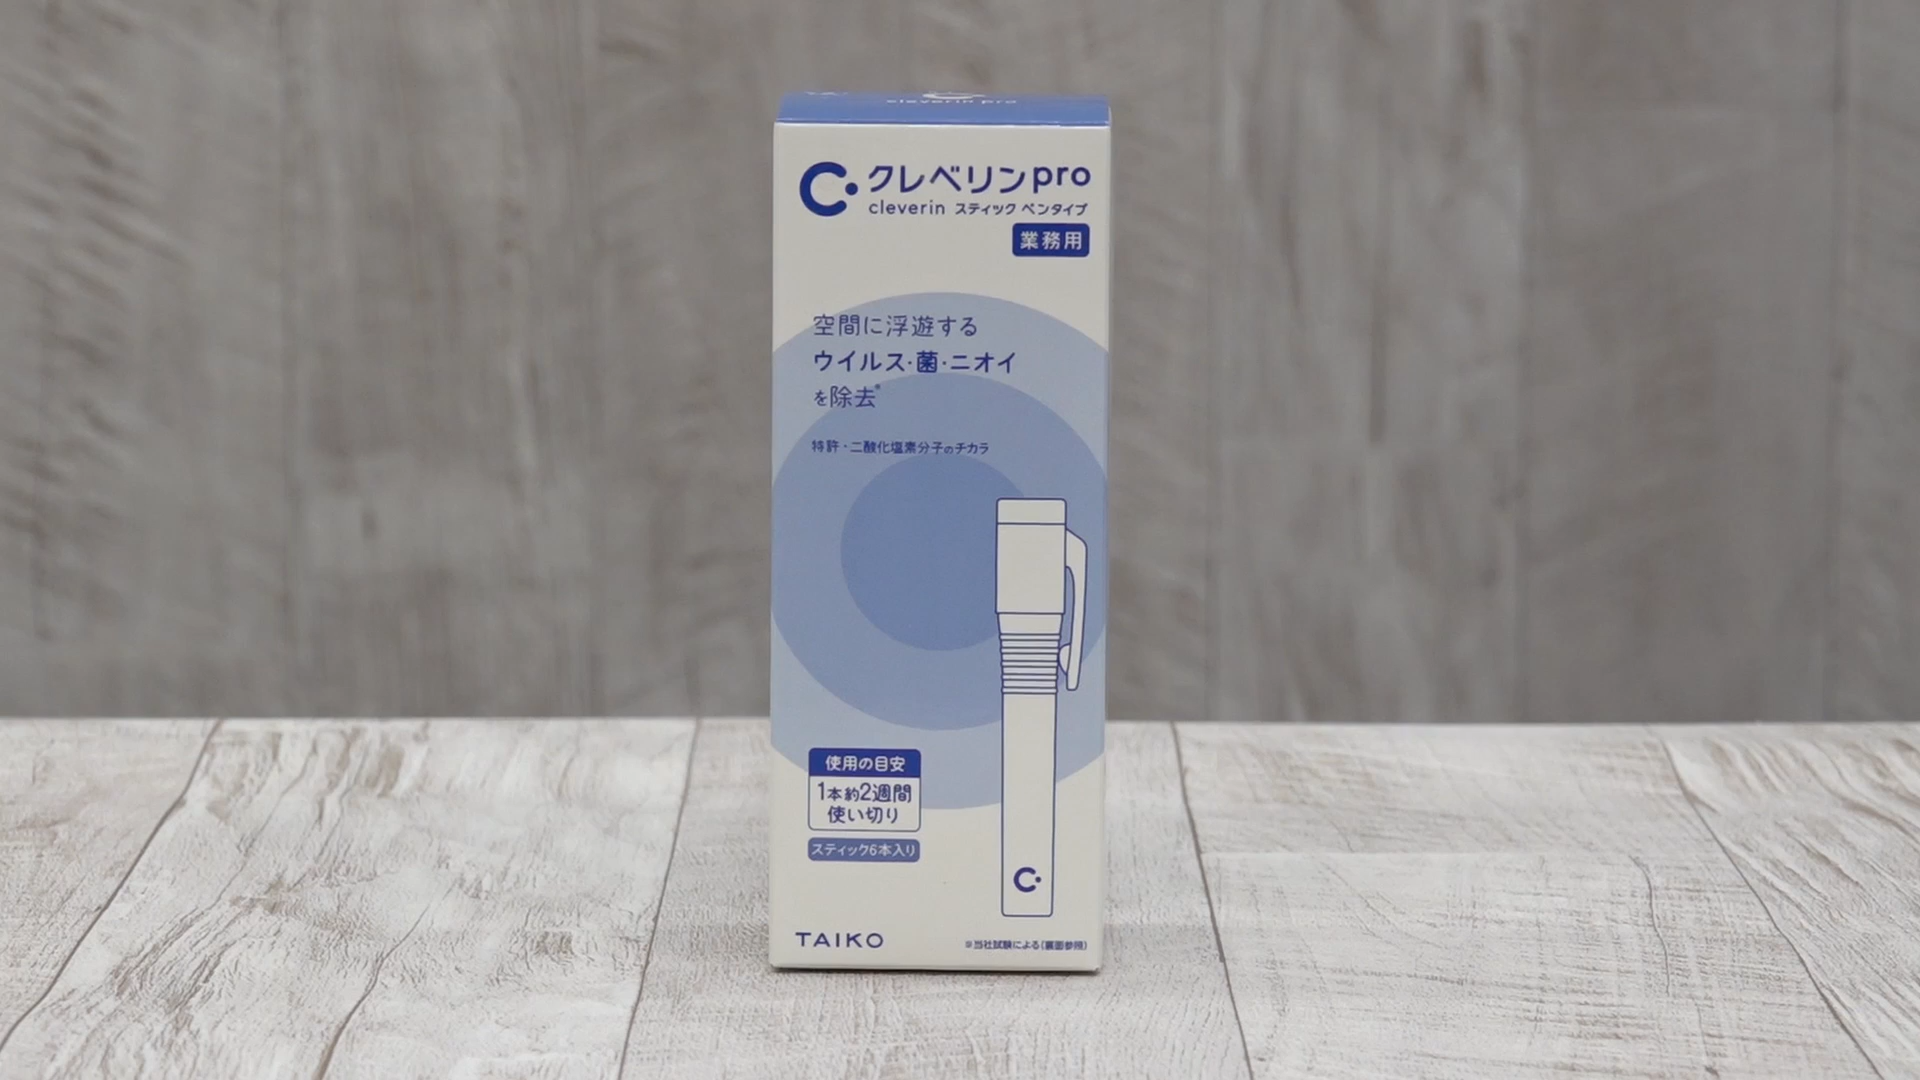 cleverin pro
クレベリンpro
cleverin スティック ペンタイプ
業務用
空間に浮遊する
ウイルス・菌・ニオイ
を除去※
特許・二酸化塩素分子のチカラ
使用の目安
1本約2週間
使い切り
スティック6本入り
TAIKO
※当社試験による(裏面参照)